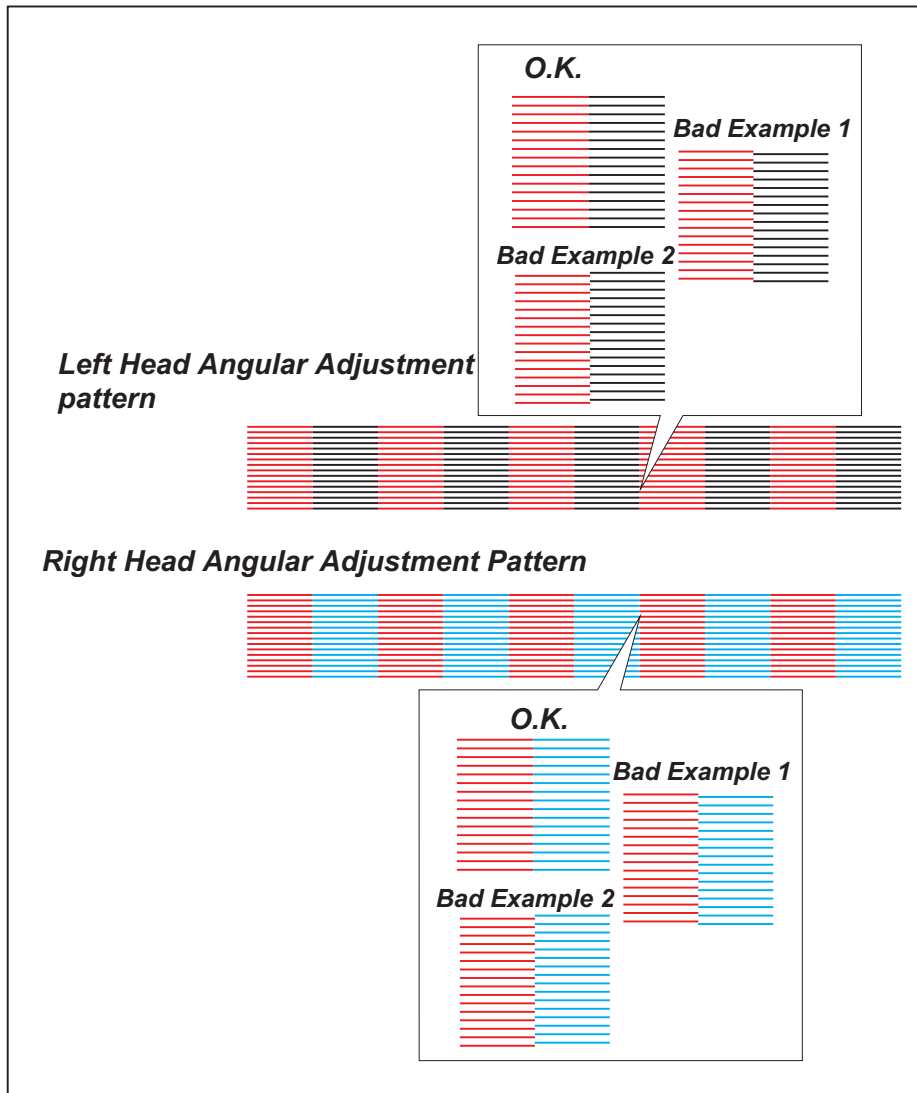 O.K.
Bad Example 1
Bad Example 2
Left Head Angular Adjustment
pattern
Right Head Angular Adjustment Pattern
O.K.
Bad Example 1
Bad Example 2